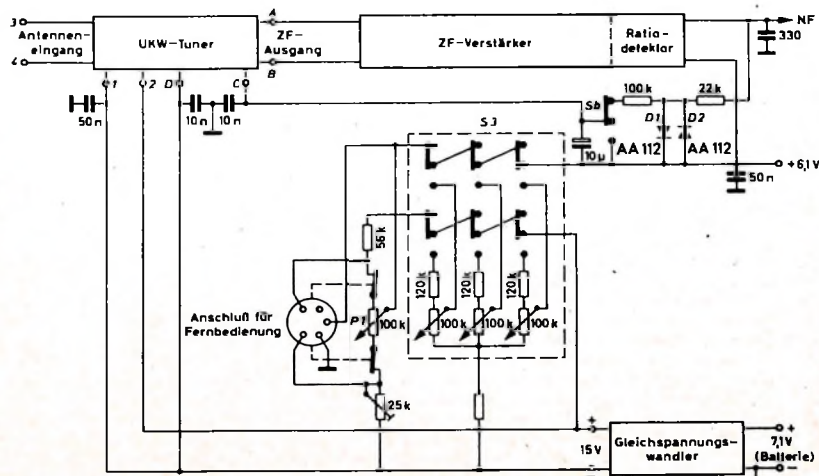 3
Antennen-
eingang
4
UKW-Tuner
A
ZF-
Ausgang
B
ZF-Verstärker
Ratio-
detektor
NF
330
1
2
D
C
50n
10n
10n
S3
Sb
100k
22k
D1
D2
10µ
AA 112
AA 112
+6,1V
50n
56k
120k
120k
120k
Anschluß für
Fernbedienung
P1
100k
100k
100k
100k
25k
+
15V
–
Gleichspannungs-
wandler
+
7,1V
(Batterie)
–